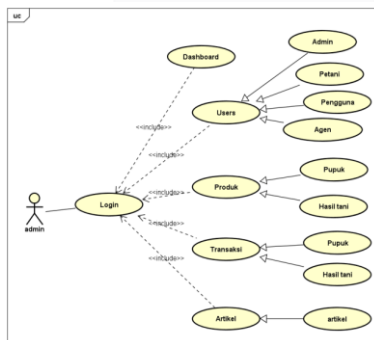 uc
Dashboard
Admin
Petani
Users
Pengguna
Agen
<<include>>
<<include>>
Pupuk
Produk
<<include>>
Hasil tani
Login
admin
Pupuk
<<include>>
Transaksi
Hasil tani
<<include>>
Artikel
artikel